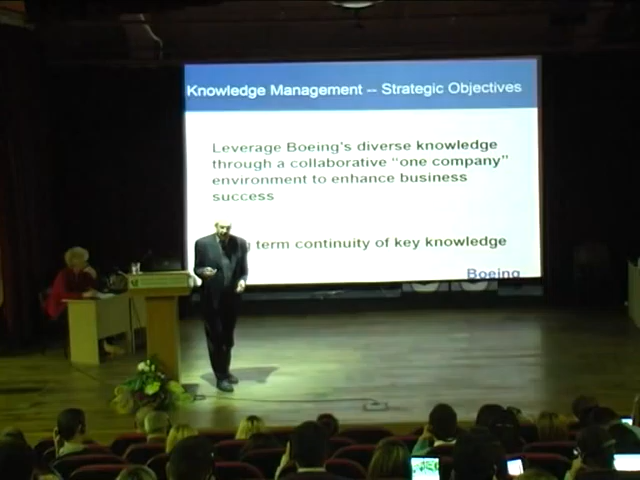 Knowledge Management -- Strategic Objectives
Leverage Boeing's diverse knowledge
through a collaborative "one company"
environment to enhance business
success
term continuity of key knowledge
Boeing